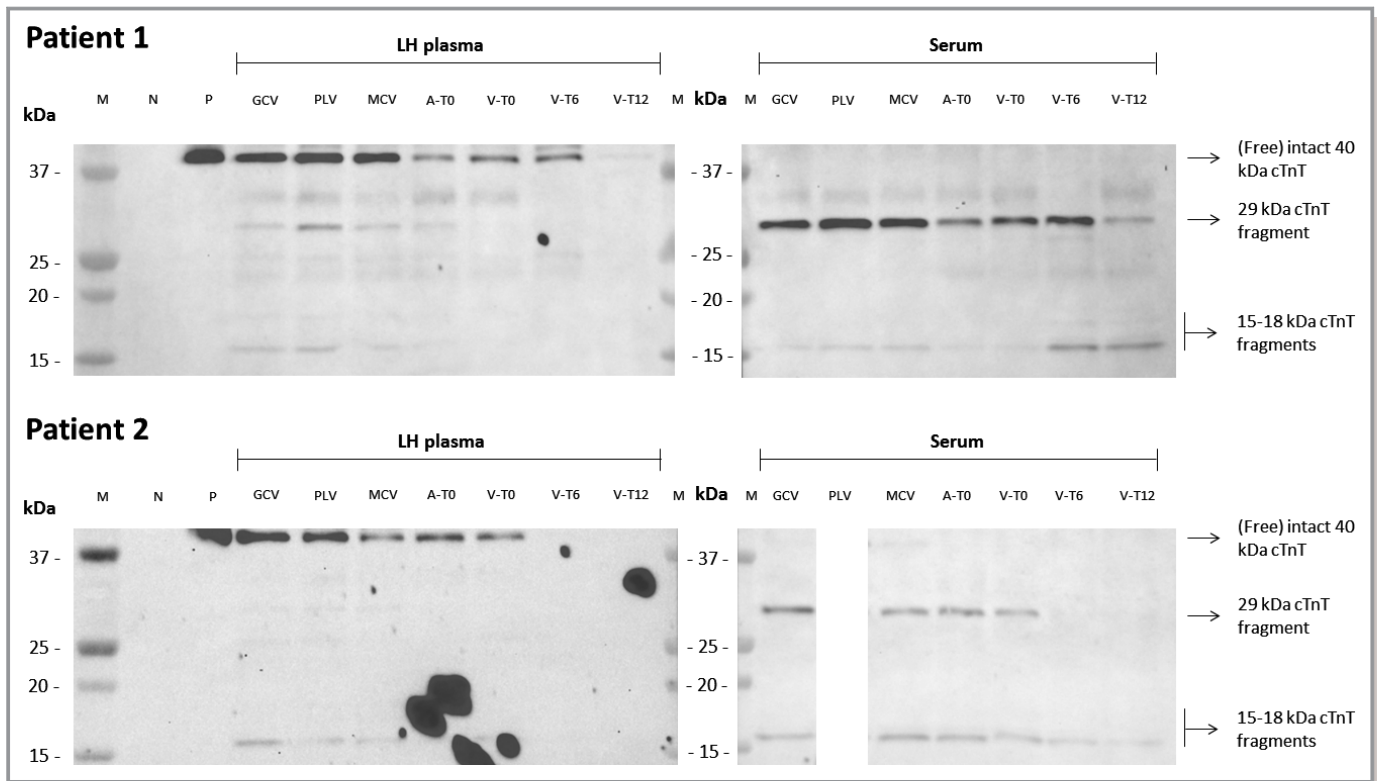 Patient 1
LH plasma
Serum
M N P GCV PLV MCV A-T0 V-T0 V-T6 V-T12 M kDa M GCV PLV MCV A-T0 V-T0 V-T6 V-T12
kDa
(Free) intact 40
kDa cTnT
37 -
- 37 -
29 kDa cTnT
fragment
25 -
- 25 -
20 -
- 20 -
15-18 kDa cTnT
fragments
15 -
- 15 -
Patient 2
LH plasma
Serum
M N P GCV PLV MCV A-T0 V-T0 V-T6 V-T12 M kDa M GCV PLV MCV A-T0 V-T0 V-T6 V-T12
kDa
(Free) intact 40
kDa cTnT
37 -
- 37 -
29 kDa cTnT
fragment
25 -
- 25 -
20 -
- 20 -
15-18 kDa cTnT
fragments
15 -
- 15 -